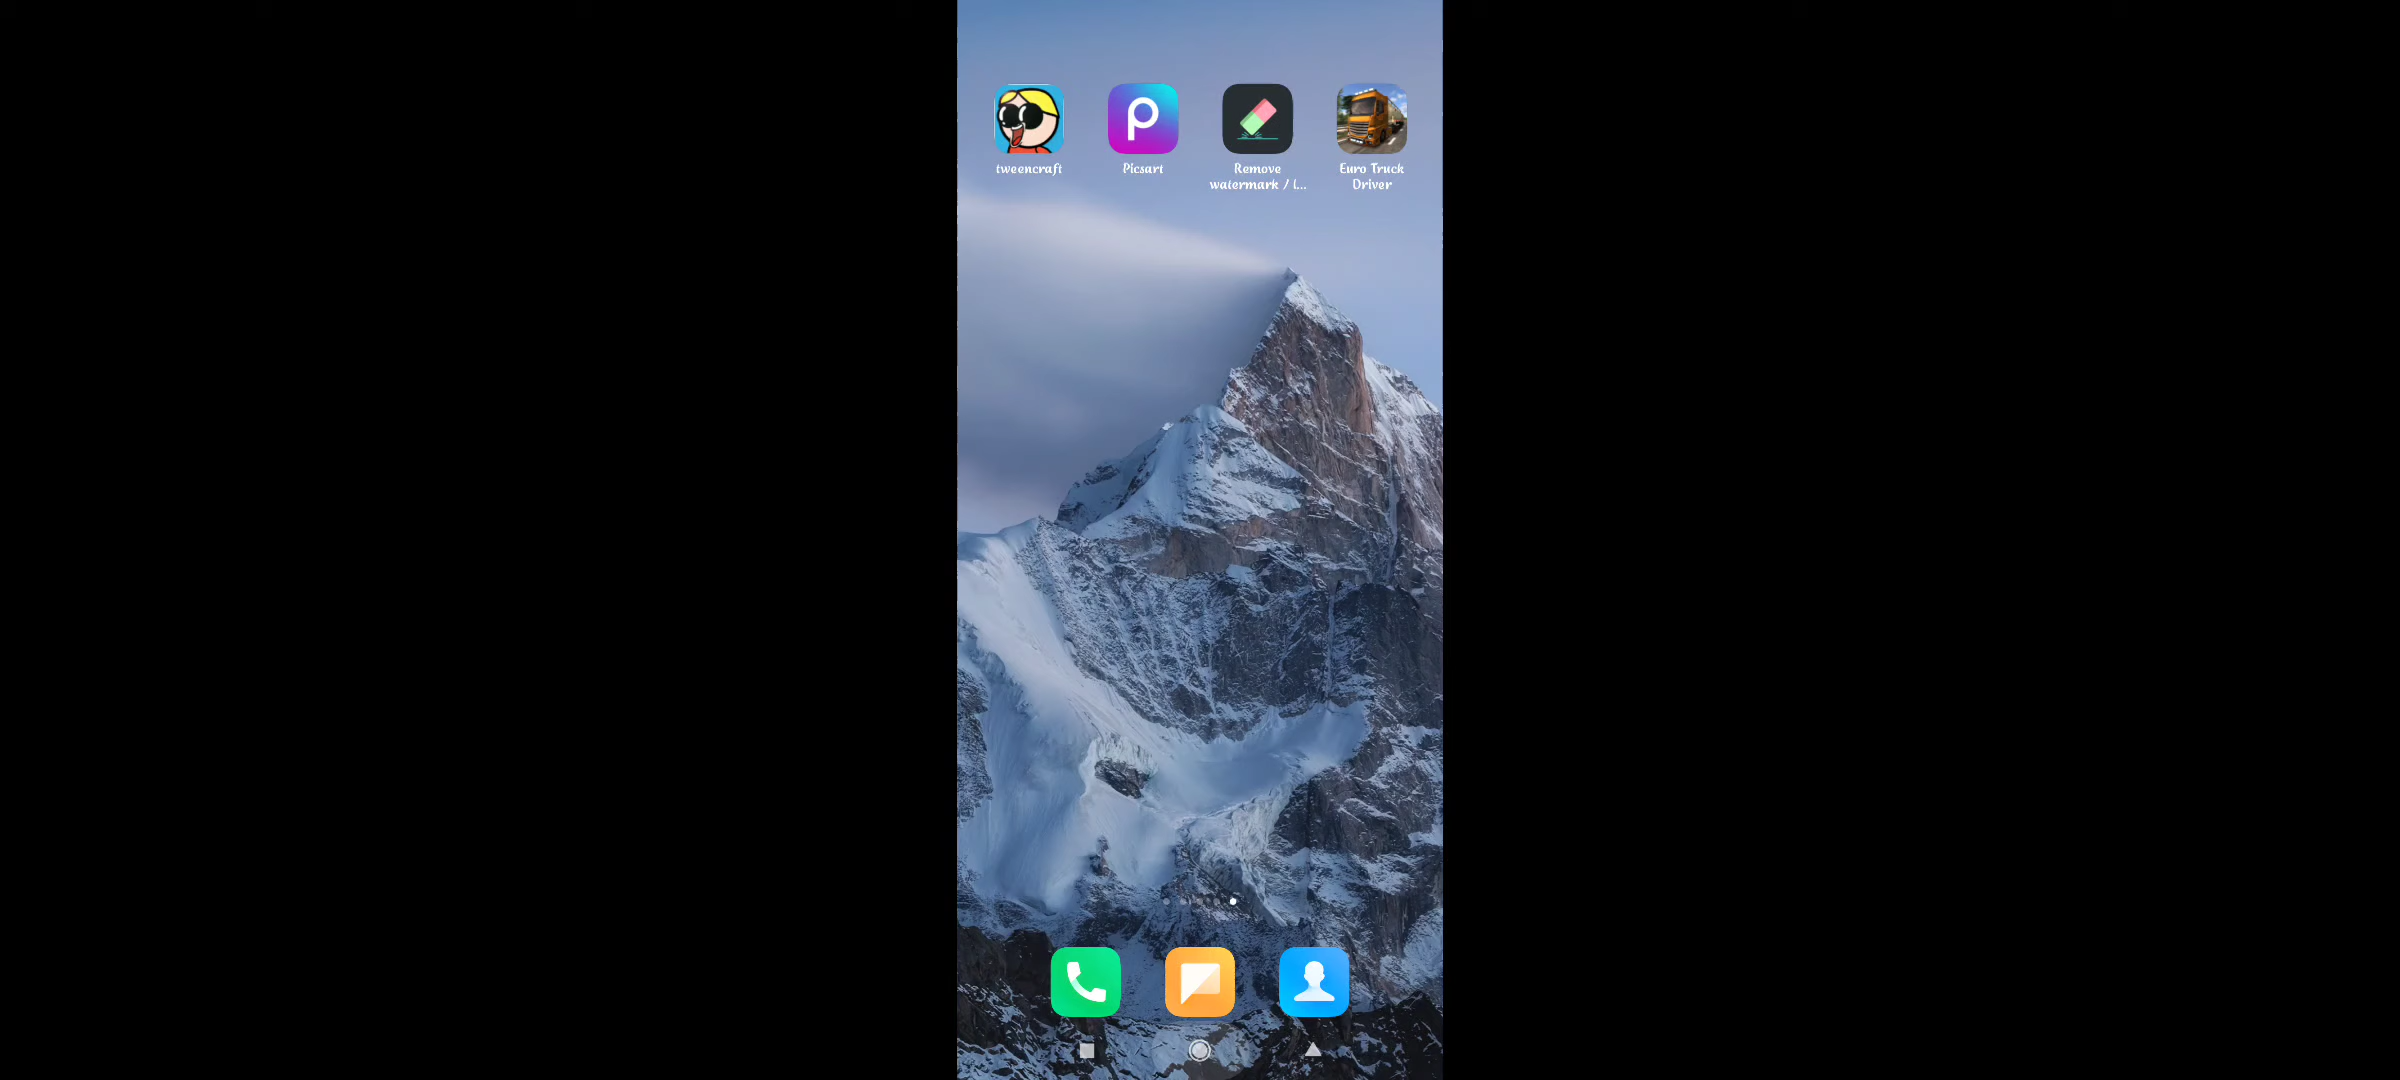 tweencraft
Picsart
Remove
watermark / l...
Euro Truck
Driver